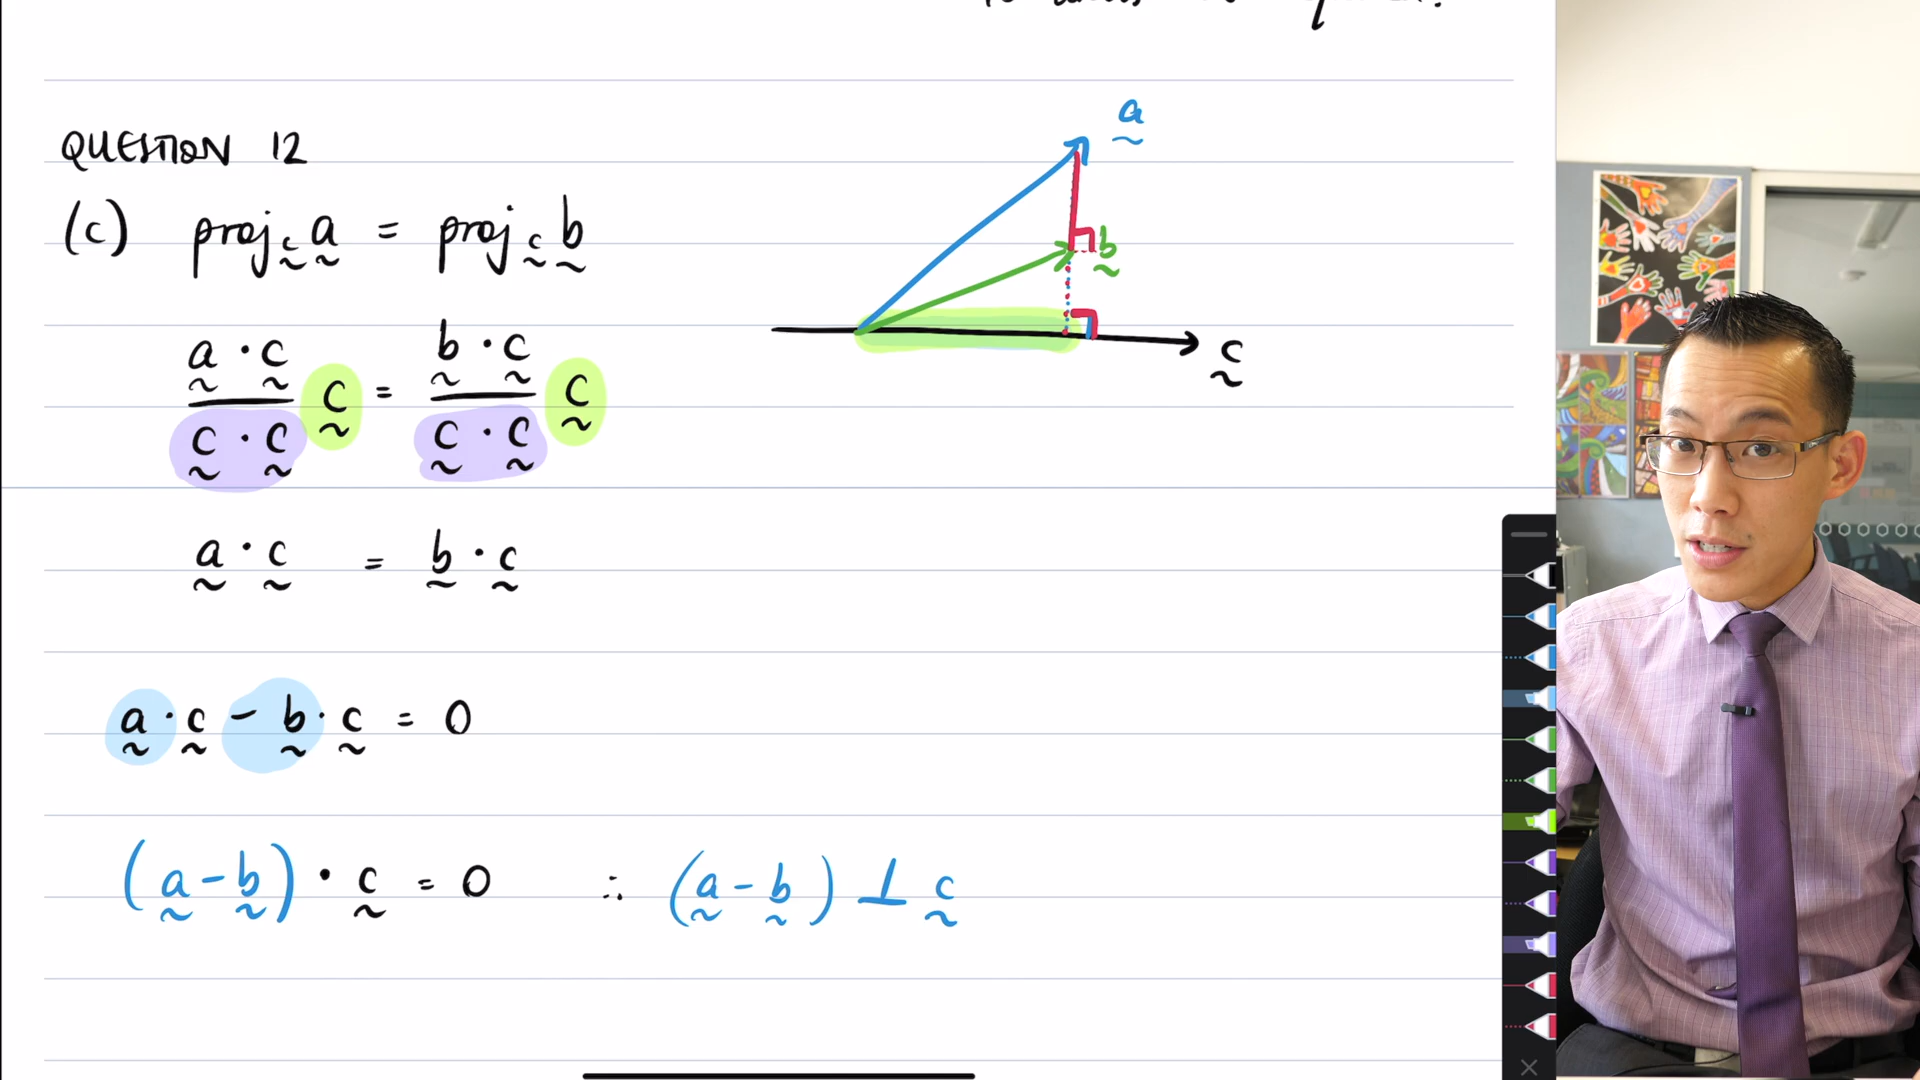 QUESTION 12
(c) proj_c̰ a̰ = proj_c̰ b̰
(a̰ · c̰)/(c̰ · c̰) c̰ = (b̰ · c̰)/(c̰ · c̰) c̰
a̰ · c̰ = b̰ · c̰
a̰ · c̰ − b̰ · c̰ = 0
(a̰ − b̰) · c̰ = 0 ∴ (a̰ − b̰) ⊥ c̰
a̰
b̰
c̰